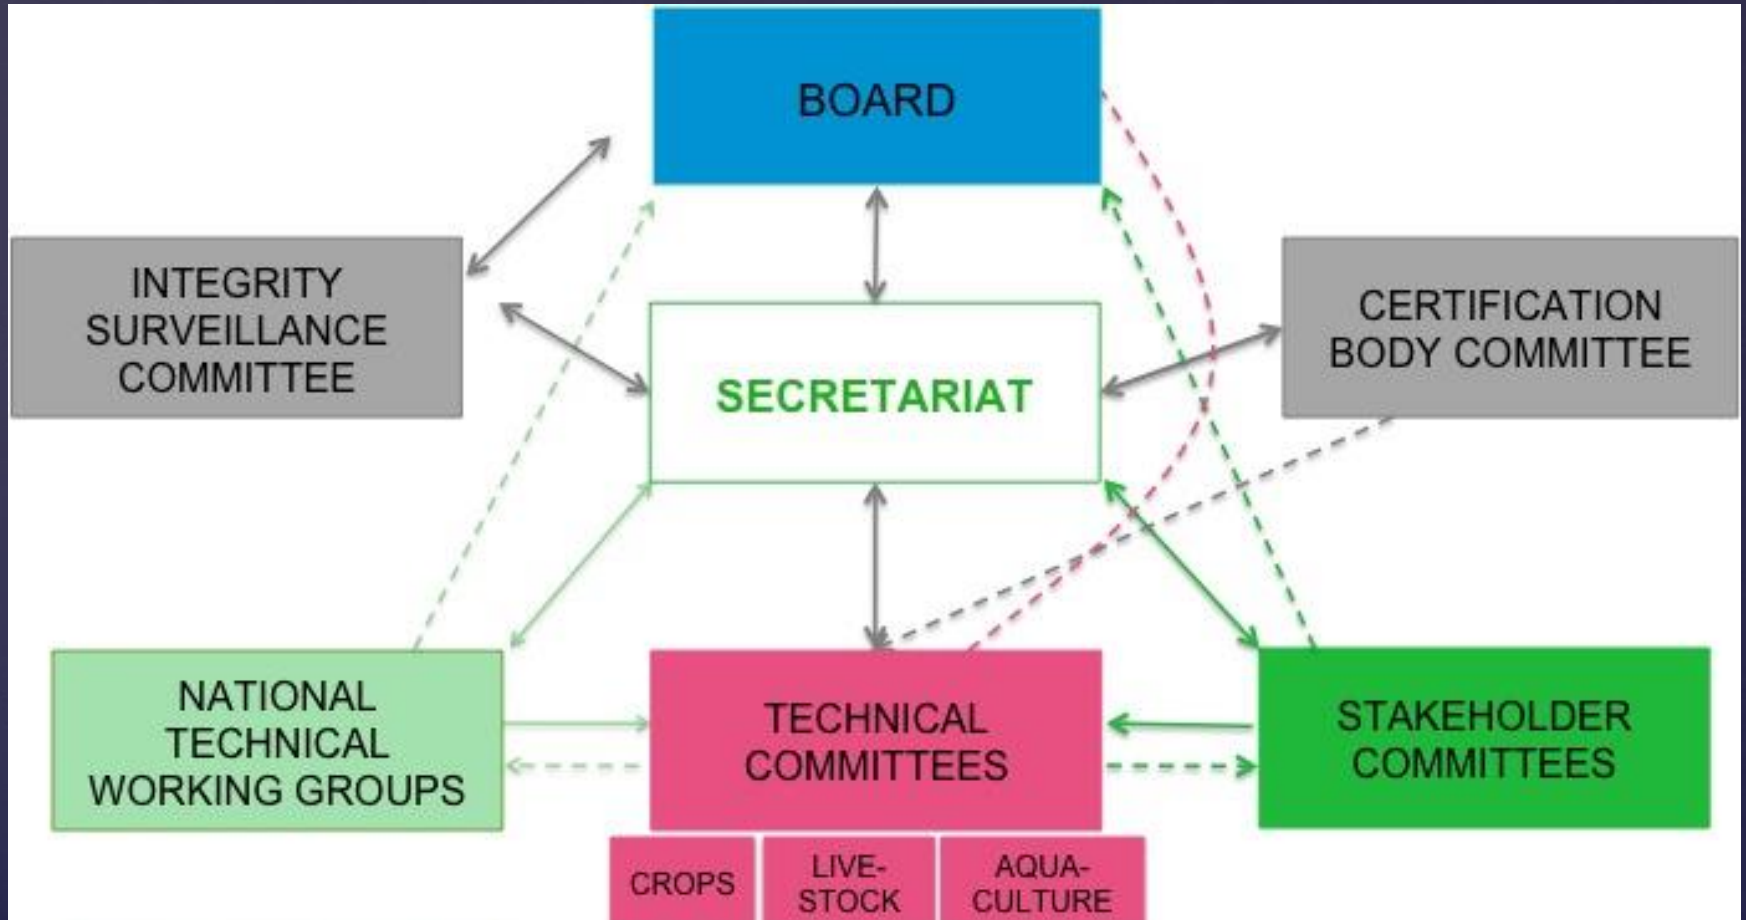 BOARD
INTEGRITY
SURVEILLANCE
COMMITTEE
SECRETARIAT
CERTIFICATION
BODY COMMITTEE
NATIONAL
TECHNICAL
WORKING GROUPS
TECHNICAL
COMMITTEES
STAKEHOLDER
COMMITTEES
CROPS
LIVE-
STOCK
AQUA-
CULTURE